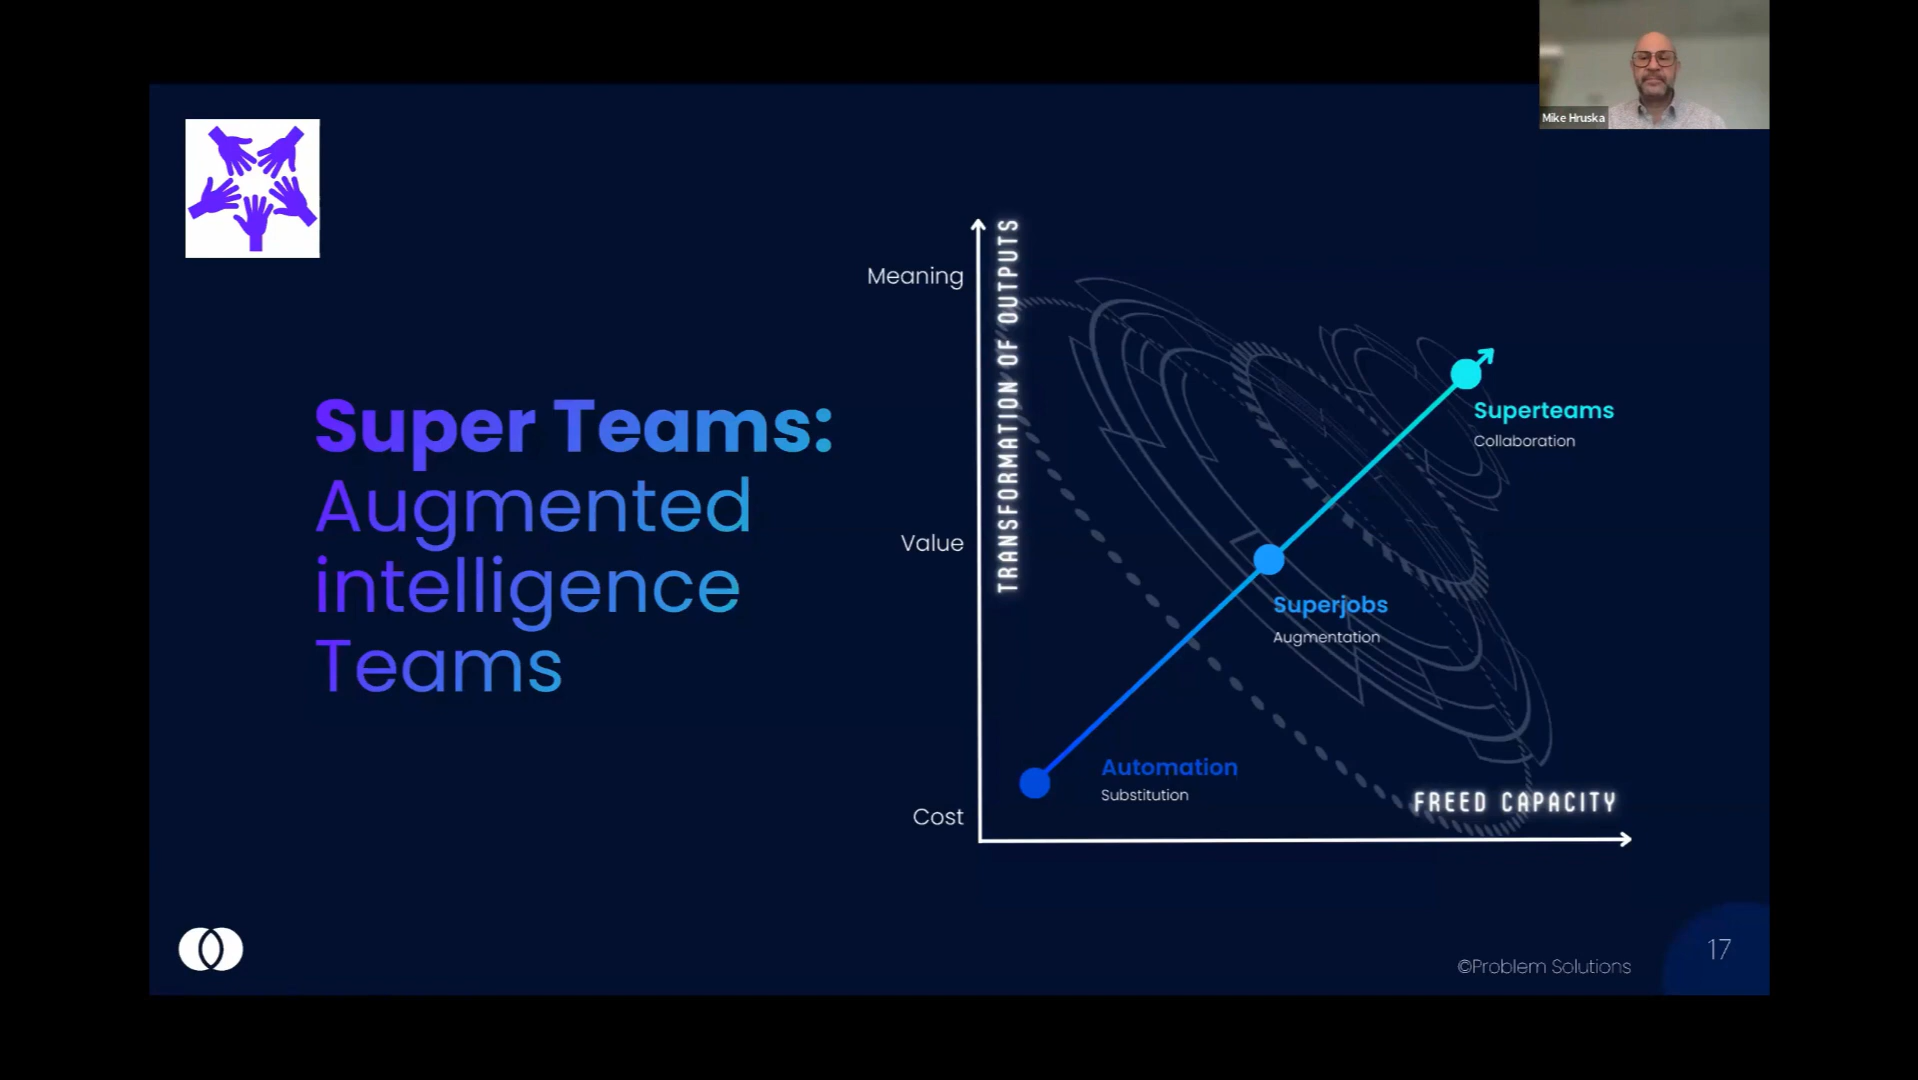 Mike Hruska
Super Teams:
Augmented
intelligence
Teams
TRANSFORMATION OF OUTPUTS
Meaning
Value
Cost
Superteams
Collaboration
Superjobs
Augmentation
Automation
Substitution
FREED CAPACITY
©Problem Solutions
17